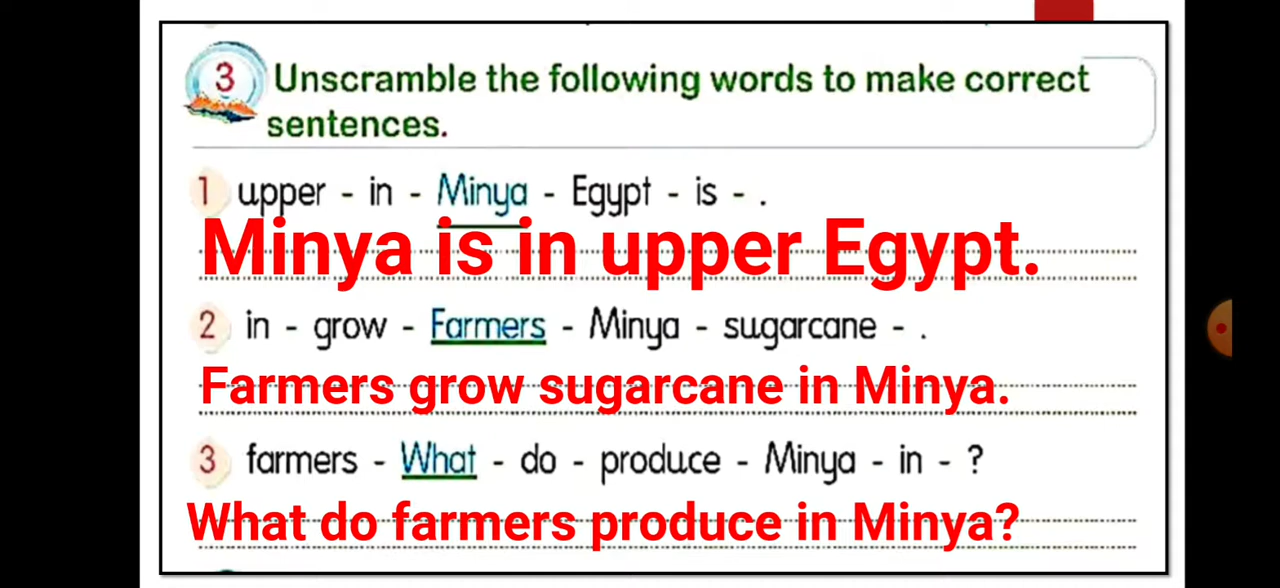 3
Unscramble the following words to make correct
sentences.
1 upper - in - Minya - Egypt - is - .
Minya is in upper Egypt.
2 in - grow - Farmers - Minya - sugarcane - .
Farmers grow sugarcane in Minya.
3 farmers - What - do - produce - Minya - in - ?
What do farmers produce in Minya?